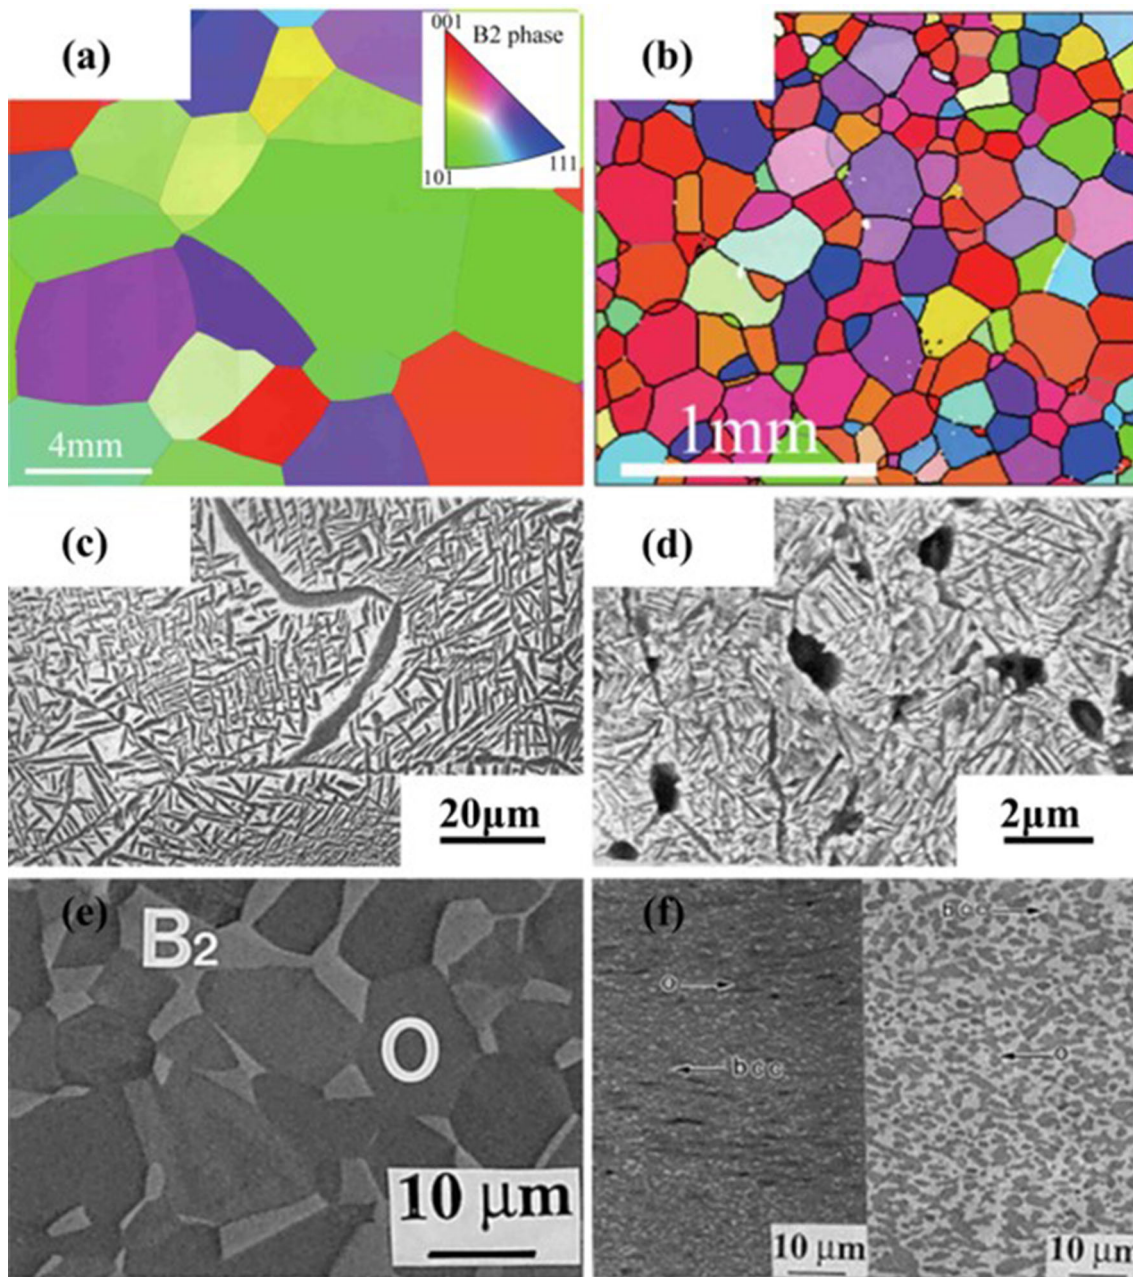 (a)
001
B2 phase
101
111
4mm
(b)
1mm
(c)
20μm
(d)
2μm
(e)
B2
O
10 μm
(f)
o
bcc
10 μm
bcc
o
10 μm